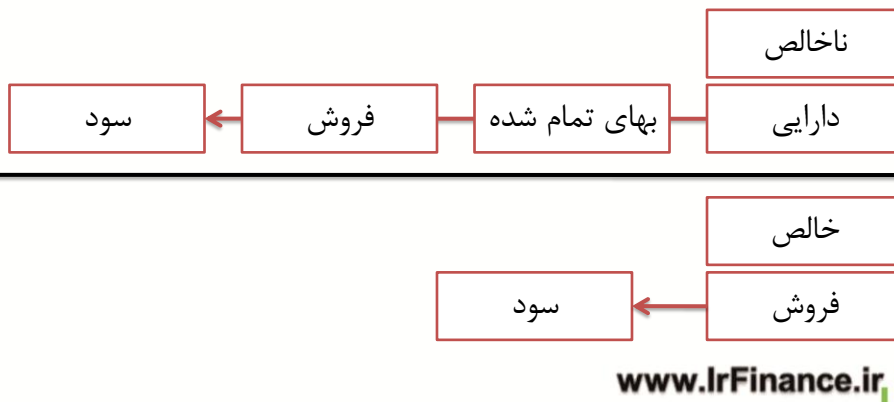 ناخالص
دارایی
بهای تمام شده
فروش
سود
خالص
فروش
سود
www.IrFinance.ir